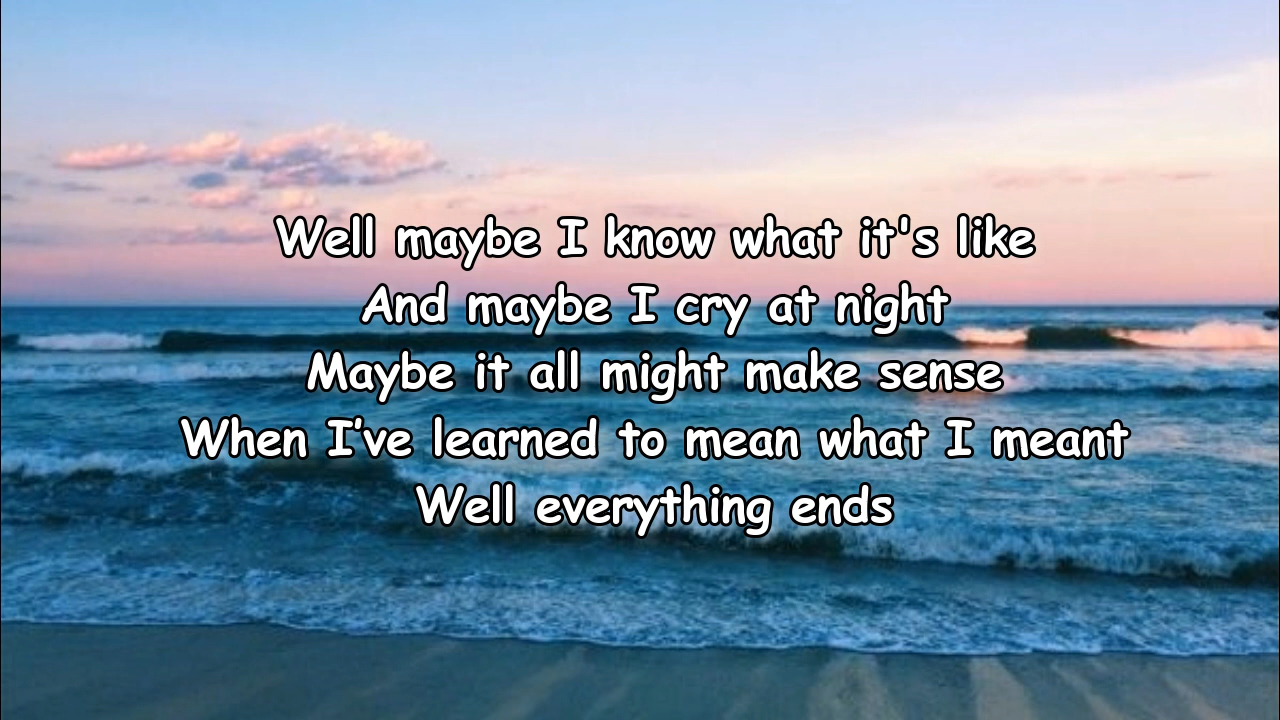 Well maybe I know what it's like
And maybe I cry at night
Maybe it all might make sense
When I’ve learned to mean what I meant
Well everything ends